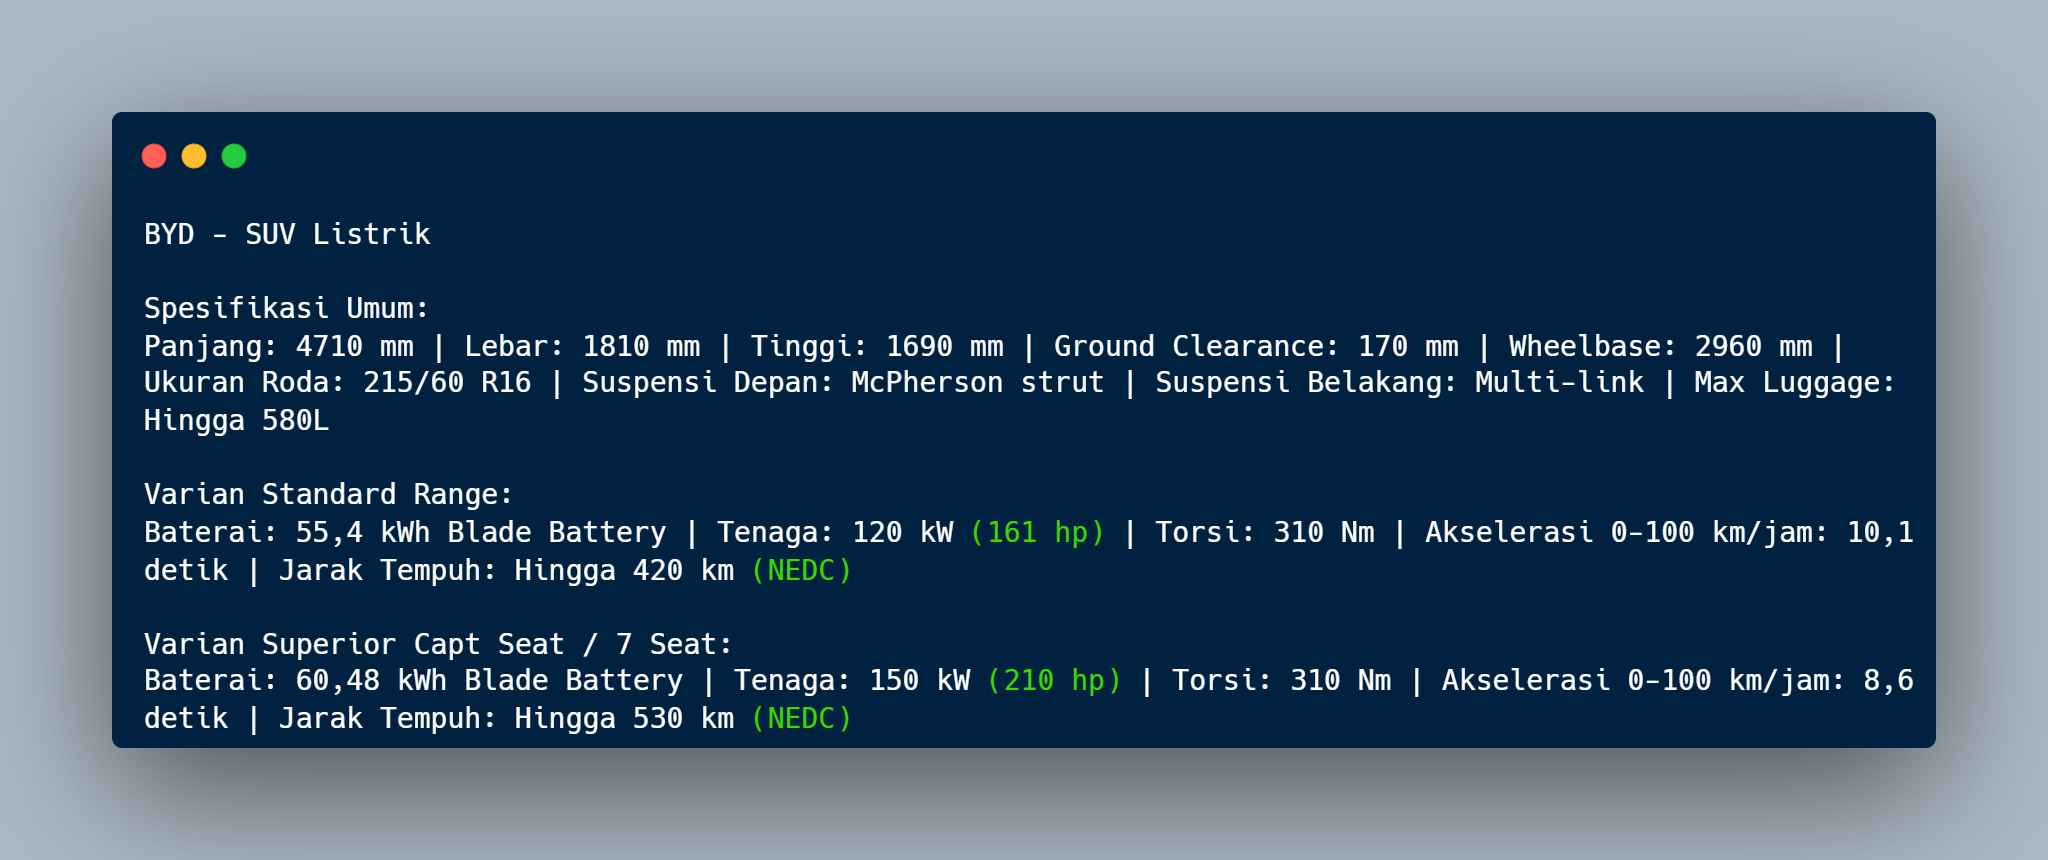 BYD - SUV Listrik
Spesifikasi Umum:
Panjang: 4710 mm | Lebar: 1810 mm | Tinggi: 1690 mm | Ground Clearance: 170 mm | Wheelbase: 2960 mm |
Ukuran Roda: 215/60 R16 | Suspensi Depan: McPherson strut | Suspensi Belakang: Multi-link | Max Luggage:
Hingga 580L
Varian Standard Range:
Baterai: 55,4 kWh Blade Battery | Tenaga: 120 kW (161 hp) | Torsi: 310 Nm | Akselerasi 0-100 km/jam: 10,1
detik | Jarak Tempuh: Hingga 420 km (NEDC)
Varian Superior Capt Seat / 7 Seat:
Baterai: 60,48 kWh Blade Battery | Tenaga: 150 kW (210 hp) | Torsi: 310 Nm | Akselerasi 0-100 km/jam: 8,6
detik | Jarak Tempuh: Hingga 530 km (NEDC)